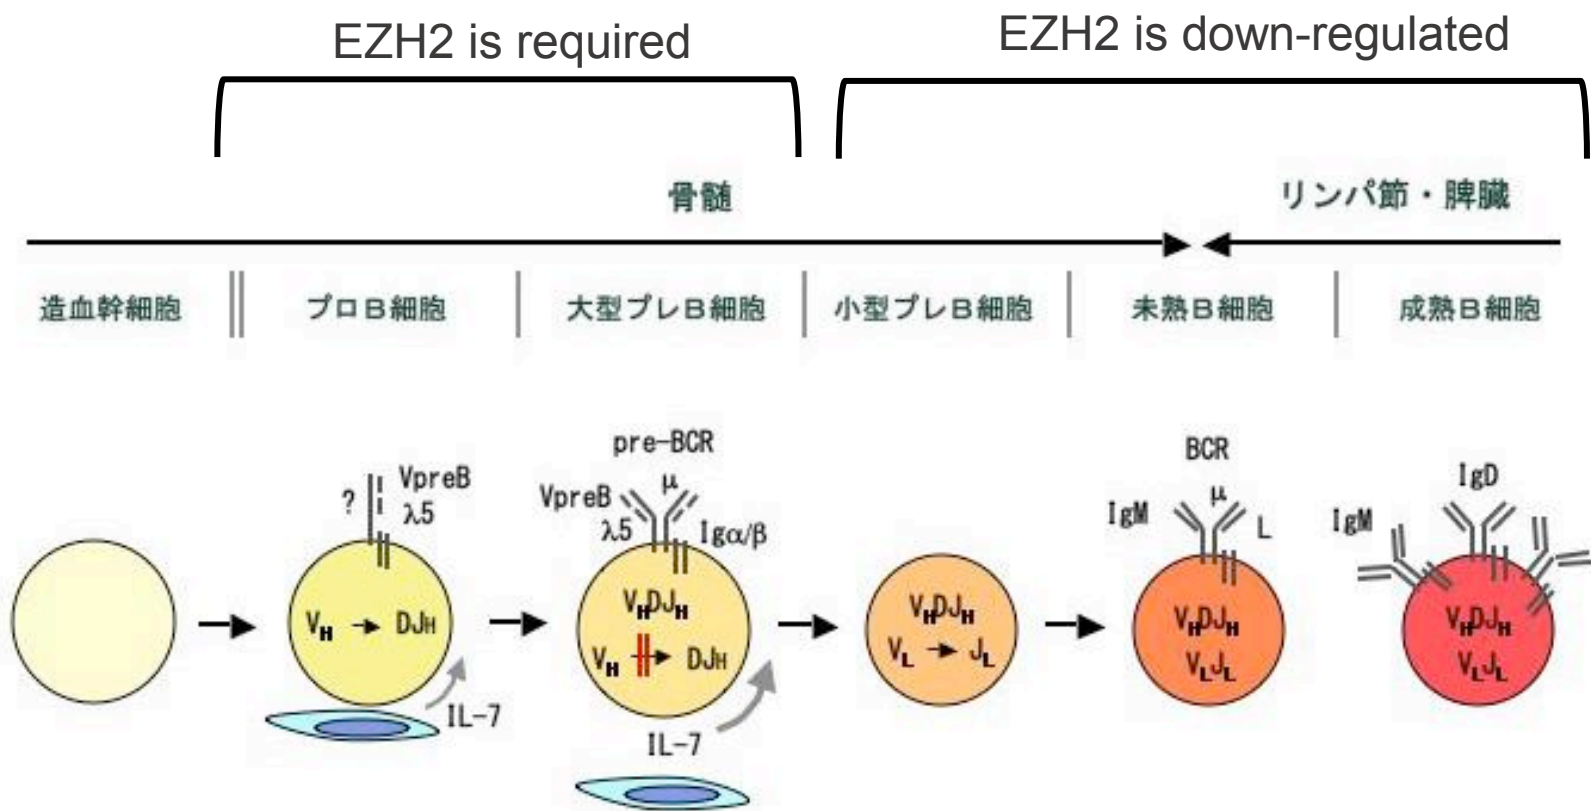 EZH2 is required
EZH2 is down-regulated
骨髄
リンパ節・脾臓
造血幹細胞
プロB細胞
大型プレB細胞
小型プレB細胞
未熟B細胞
成熟B細胞
?
VpreB
λ5
VH → DJH
IL-7
pre-BCR
VpreB
μ
λ5
Igα/β
VHDJH
VH → DJH
IL-7
VHDJH
VL → JL
BCR
IgM
μ
L
VHDJH
VLJL
IgD
IgM
VHDJH
VLJL